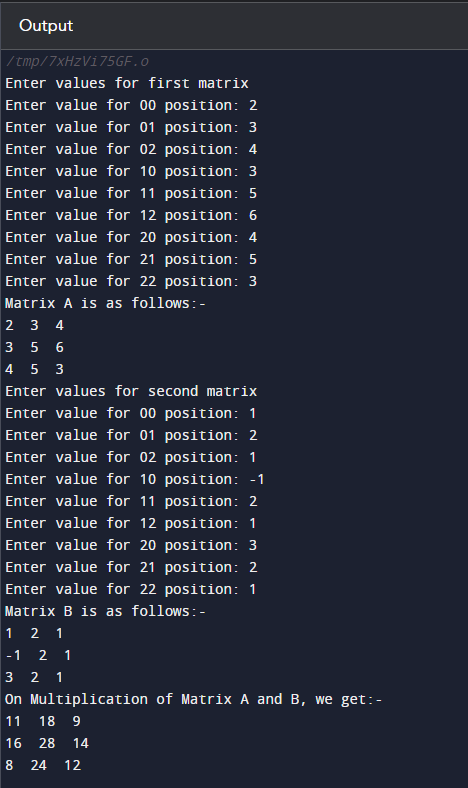 Output
/tmp/7xHzVi75GF.o
Enter values for first matrix
Enter value for 00 position: 2
Enter value for 01 position: 3
Enter value for 02 position: 4
Enter value for 10 position: 3
Enter value for 11 position: 5
Enter value for 12 position: 6
Enter value for 20 position: 4
Enter value for 21 position: 5
Enter value for 22 position: 3
Matrix A is as follows:-
2  3  4
3  5  6
4  5  3
Enter values for second matrix
Enter value for 00 position: 1
Enter value for 01 position: 2
Enter value for 02 position: 1
Enter value for 10 position: -1
Enter value for 11 position: 2
Enter value for 12 position: 1
Enter value for 20 position: 3
Enter value for 21 position: 2
Enter value for 22 position: 1
Matrix B is as follows:-
1  2  1
-1  2  1
3  2  1
On Multiplication of Matrix A and B, we get:-
11  18  9
16  28  14
8  24  12